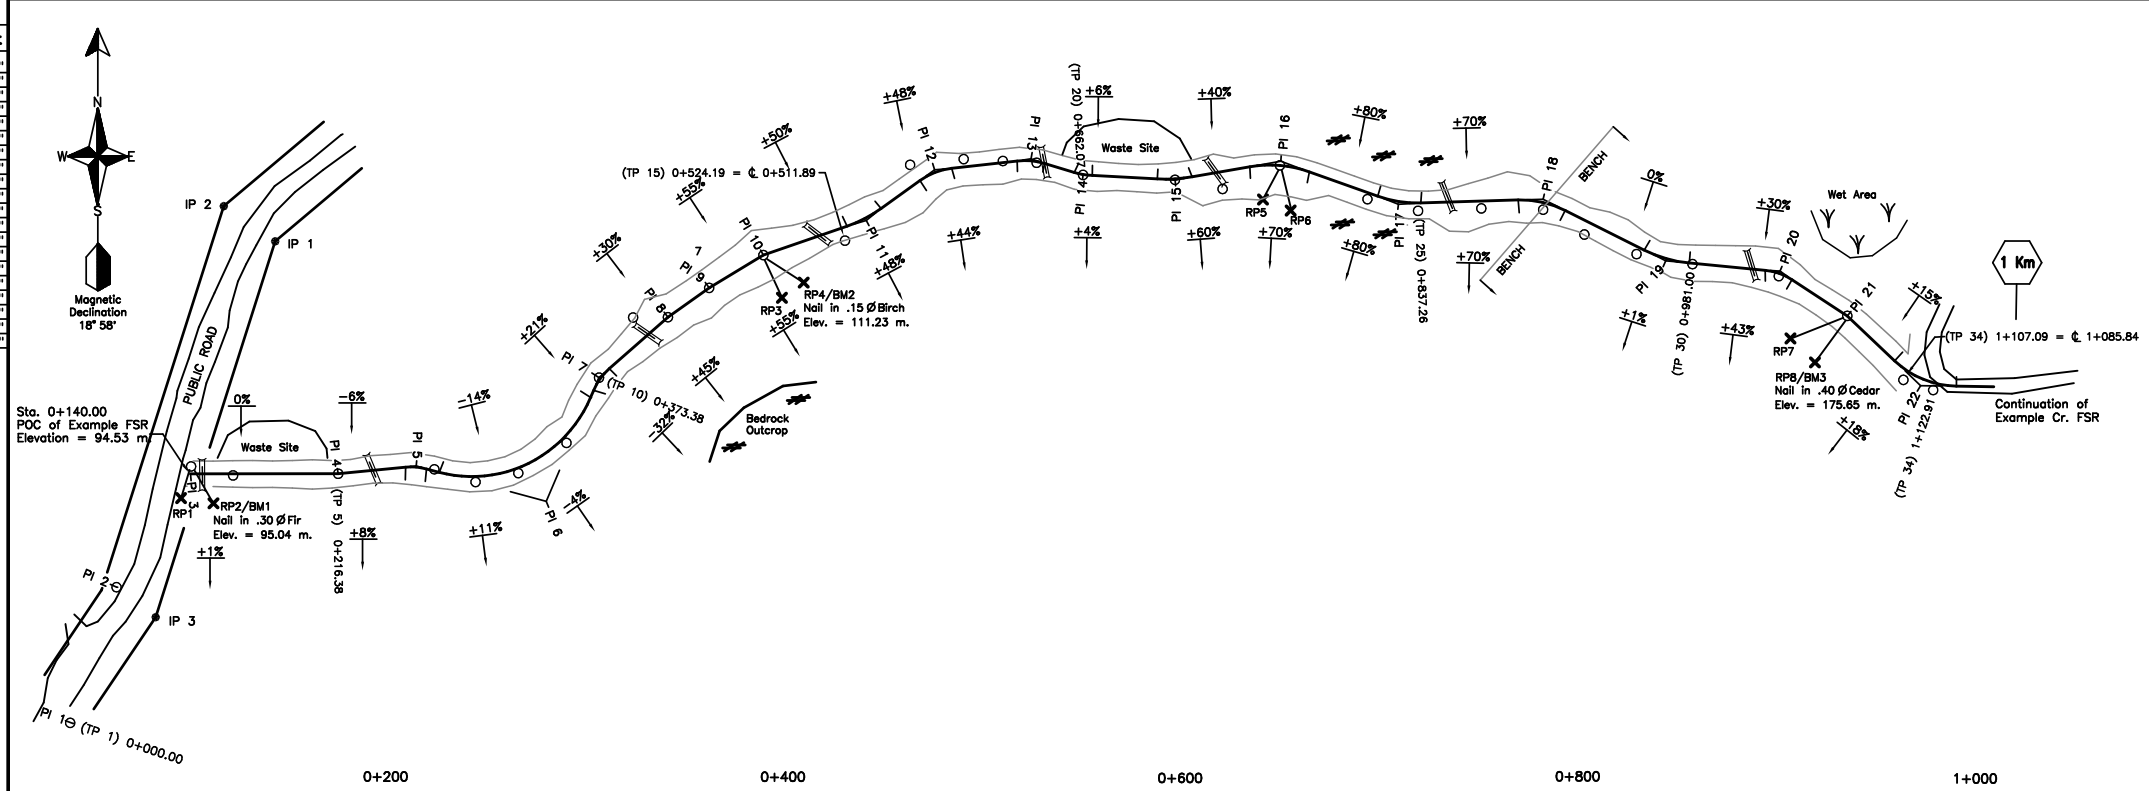 N
W
E
S
Magnetic
Declination
18° 58'
IP 2
IP 1
IP 3
PUBLIC ROAD
Sta. 0+140.00
POC of Example FSR
Elevation = 94.53 m.
PI 1
(TP 1) 0+000.00
PI 2
PI 3
RP1
RP2/BM1
Nail in .30 Ø Fir
Elev. = 95.04 m.
+1%
0%
Waste Site
-6%
PI 4
(TP 5) 0+216.38
+8%
PI 5
-14%
+11%
PI 6
-4%
+21%
PI 7
(TP 10) 0+373.38
-32%
+45%
Bedrock
Outcrop
+30%
PI 8
PI 9
7
+55%
PI 10
RP3
RP4/BM2
Nail in .15 Ø Birch
Elev. = 111.23 m.
+55%
+50%
(TP 15) 0+524.19 = ℄ 0+511.89
PI 11
+48%
+48%
PI 12
+44%
PI 13
(TP 20) 0+662.07
PI 14
+6%
Waste Site
+4%
PI 15
+40%
+60%
PI 16
RP5
RP6
+70%
+80%
+80%
PI 17
(TP 25) 0+837.26
+70%
+70%
BENCH
BENCH
PI 18
0%
+1%
PI 19
(TP 30) 0+981.00
+43%
+30%
PI 20
Wet Area
PI 21
RP7
RP8/BM3
Nail in .40 Ø Cedar
Elev. = 175.65 m.
+15%
+18%
1 Km
(TP 34) 1+107.09 = ℄ 1+085.84
PI 22
(TP 34) 1+122.91
Continuation of
Example Cr. FSR
0+200
0+400
0+600
0+800
1+000